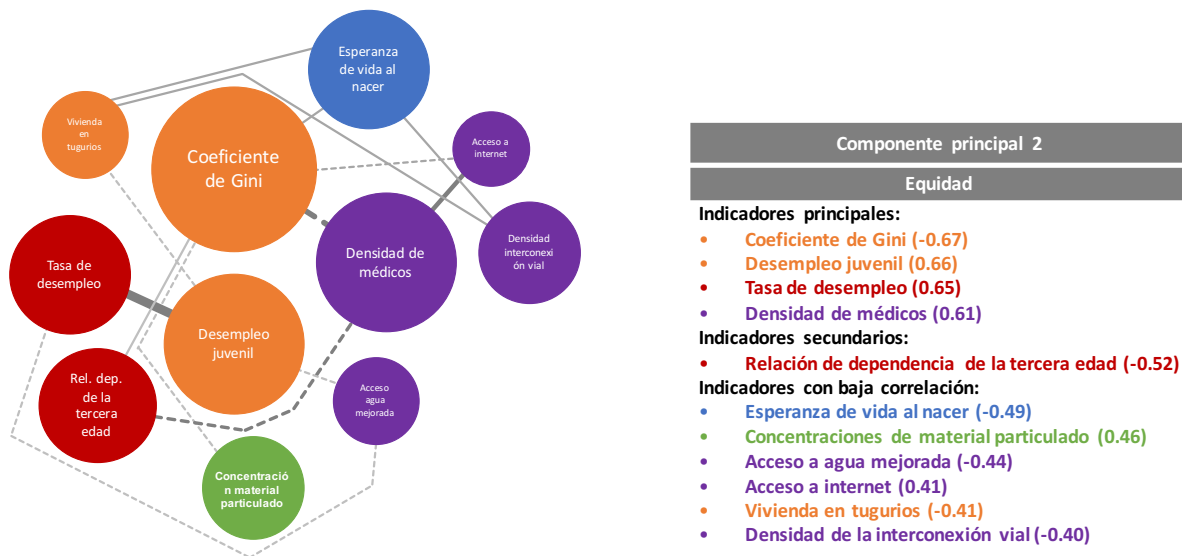 Esperanza
de vida al
nacer
Vivienda
en
tugurios
Coeficiente
de Gini
Acceso a
internet
Densidad de
médicos
Densidad
interconexi
ón vial
Tasa de
desempleo
Desempleo
juvenil
Rel. dep.
de la
tercera
edad
Acceso
agua
mejorada
Concentració
n material
particulado
Componente principal 2
Equidad
Indicadores principales:
• Coeficiente de Gini (-0.67)
• Desempleo juvenil (0.66)
• Tasa de desempleo (0.65)
• Densidad de médicos (0.61)
Indicadores secundarios:
• Relación de dependencia de la tercera edad (-0.52)
Indicadores con baja correlación:
• Esperanza de vida al nacer (-0.49)
• Concentraciones de material particulado (0.46)
• Acceso a agua mejorada (-0.44)
• Acceso a internet (0.41)
• Vivienda en tugurios (-0.41)
• Densidad de la interconexión vial (-0.40)